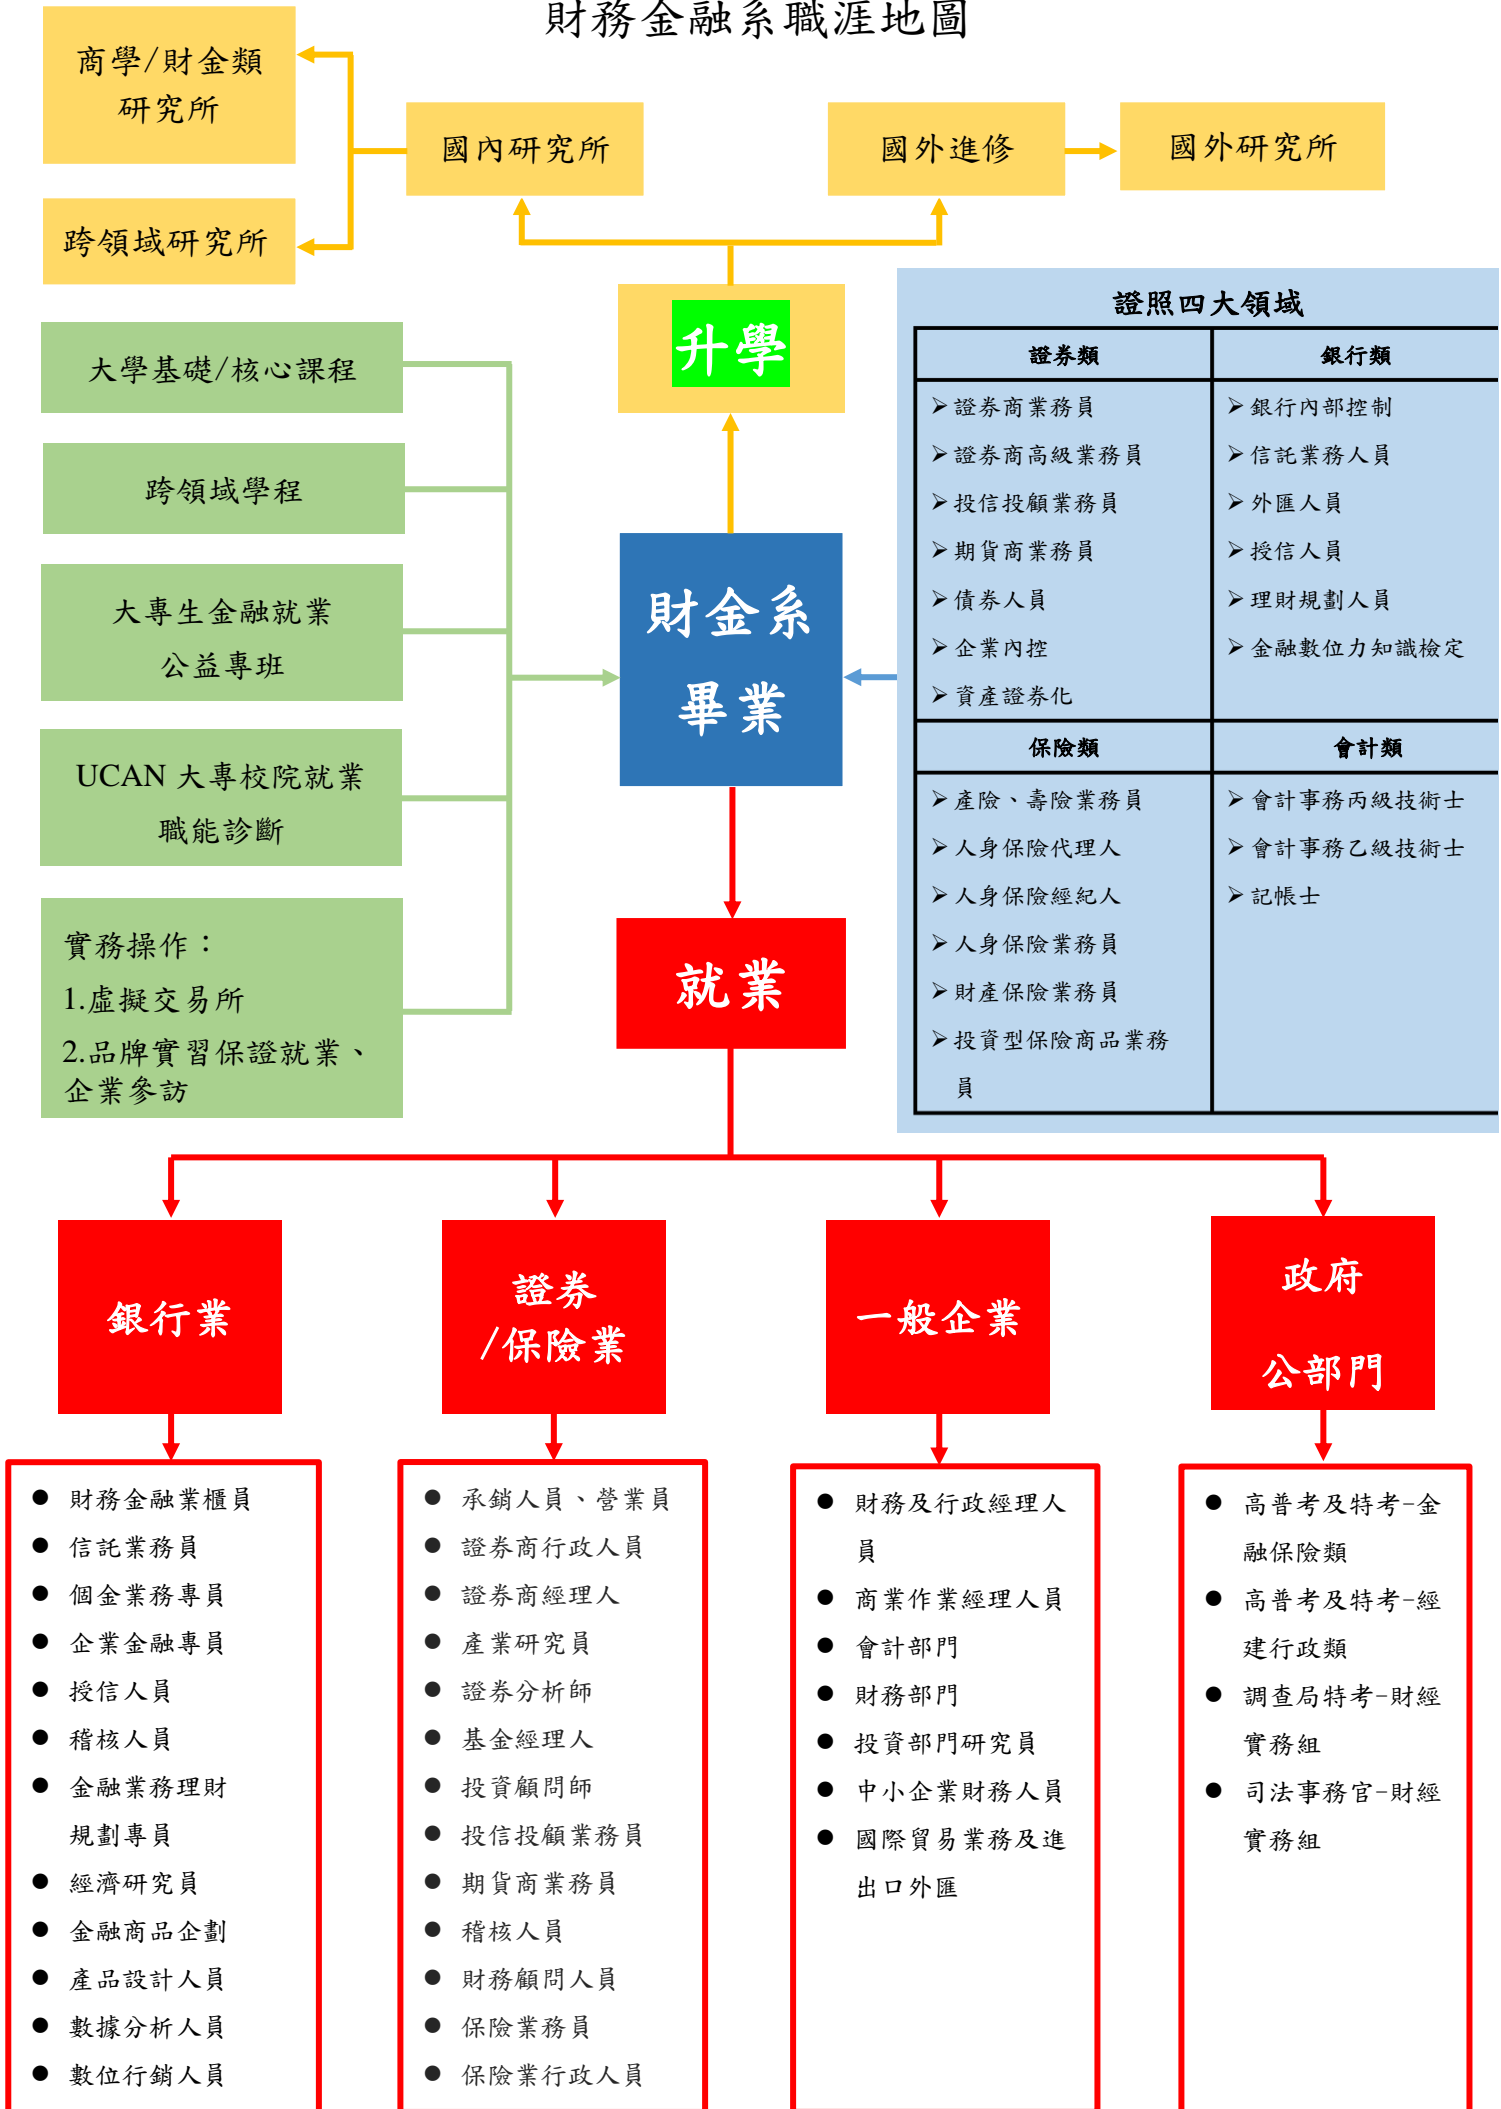 財務金融系職涯地圖
商學/財金類
研究所
國內研究所
國外進修
國外研究所
跨領域研究所
升學
大學基礎/核心課程
跨領域學程
大專生金融就業
公益專班
UCAN 大專校院就業
職能診斷
實務操作：
1.虛擬交易所
2.品牌實習保證就業、
企業參訪
財金系
畢業
就業
證照四大領域
證券類
證券商業務員
證券商高級業務員
投信投顧業務員
期貨商業務員
債券人員
企業內控
資產證券化
銀行類
銀行內部控制
信託業務人員
外匯人員
授信人員
理財規劃人員
金融數位力知識檢定
保險類
產險、壽險業務員
人身保險代理人
人身保險經紀人
人身保險業務員
財產保險業務員
投資型保險商品業務
員
會計類
會計事務丙級技術士
會計事務乙級技術士
記帳士
銀行業
證券
/保險業
一般企業
政府
公部門
財務金融業櫃員
信託業務員
個金業務專員
企業金融專員
授信人員
稽核人員
金融業務理財
規劃專員
經濟研究員
金融商品企劃
產品設計人員
數據分析人員
數位行銷人員
承銷人員、營業員
證券商行政人員
證券商經理人
產業研究員
證券分析師
基金經理人
投資顧問師
投信投顧業務員
期貨商業務員
稽核人員
財務顧問人員
保險業務員
保險業行政人員
財務及行政經理人
員
商業作業經理人員
會計部門
財務部門
投資部門研究員
中小企業財務人員
國際貿易業務及進
出口外匯
高普考及特考-金
融保險類
高普考及特考-經
建行政類
調查局特考-財經
實務組
司法事務官-財經
實務組